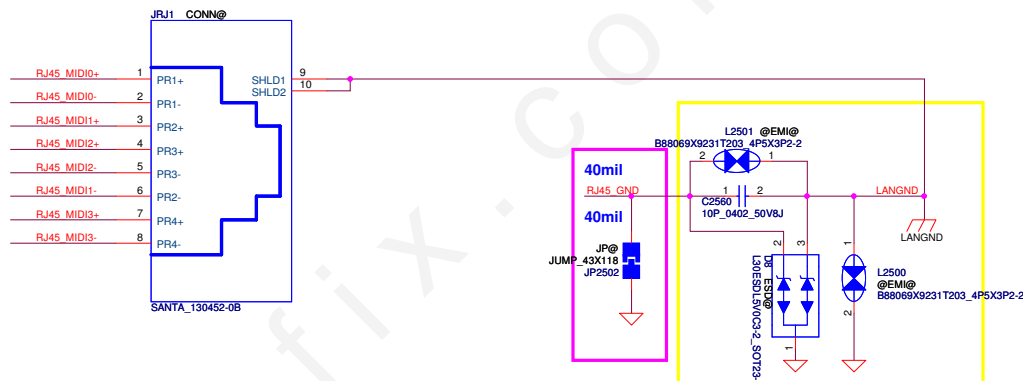 JRJ1 CONN@
RJ45_MIDI0+ 1 PR1+
RJ45_MIDI0- 2 PR1-
RJ45_MIDI1+ 3 PR2+
RJ45_MIDI2+ 4 PR3+
RJ45_MIDI2- 5 PR3-
RJ45_MIDI1- 6 PR2-
RJ45_MIDI3+ 7 PR4+
RJ45_MIDI3- 8 PR4-
SHLD1 9
SHLD2 10
SANTA_130452-0B
40mil
RJ45_GND
40mil
JP@
JUMP_43X118
JP2502
L2501 @EMI@
B88069X9231T203_4P5X3P2-2
2 1
1 2
C2560
10P_0402_50V8J
LANGND
LANGND
2 3
D8 ESD@
L30ESDL5V0C3-2_SOT23-
1
1
L2500
@EMI@
B88069X9231T203_4P5X3P2-2
2
fix.co